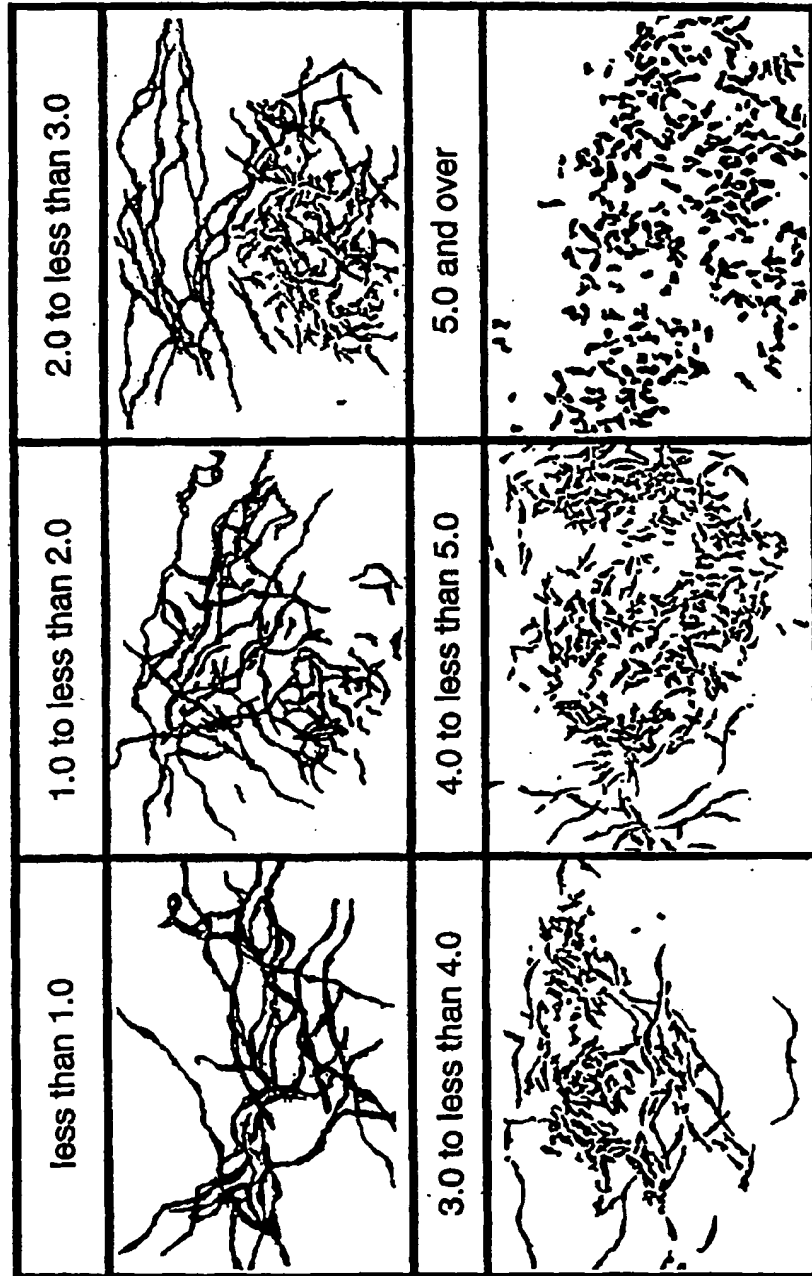 less than 1.0
1.0 to less than 2.0
2.0 to less than 3.0
3.0 to less than 4.0
4.0 to less than 5.0
5.0 and over